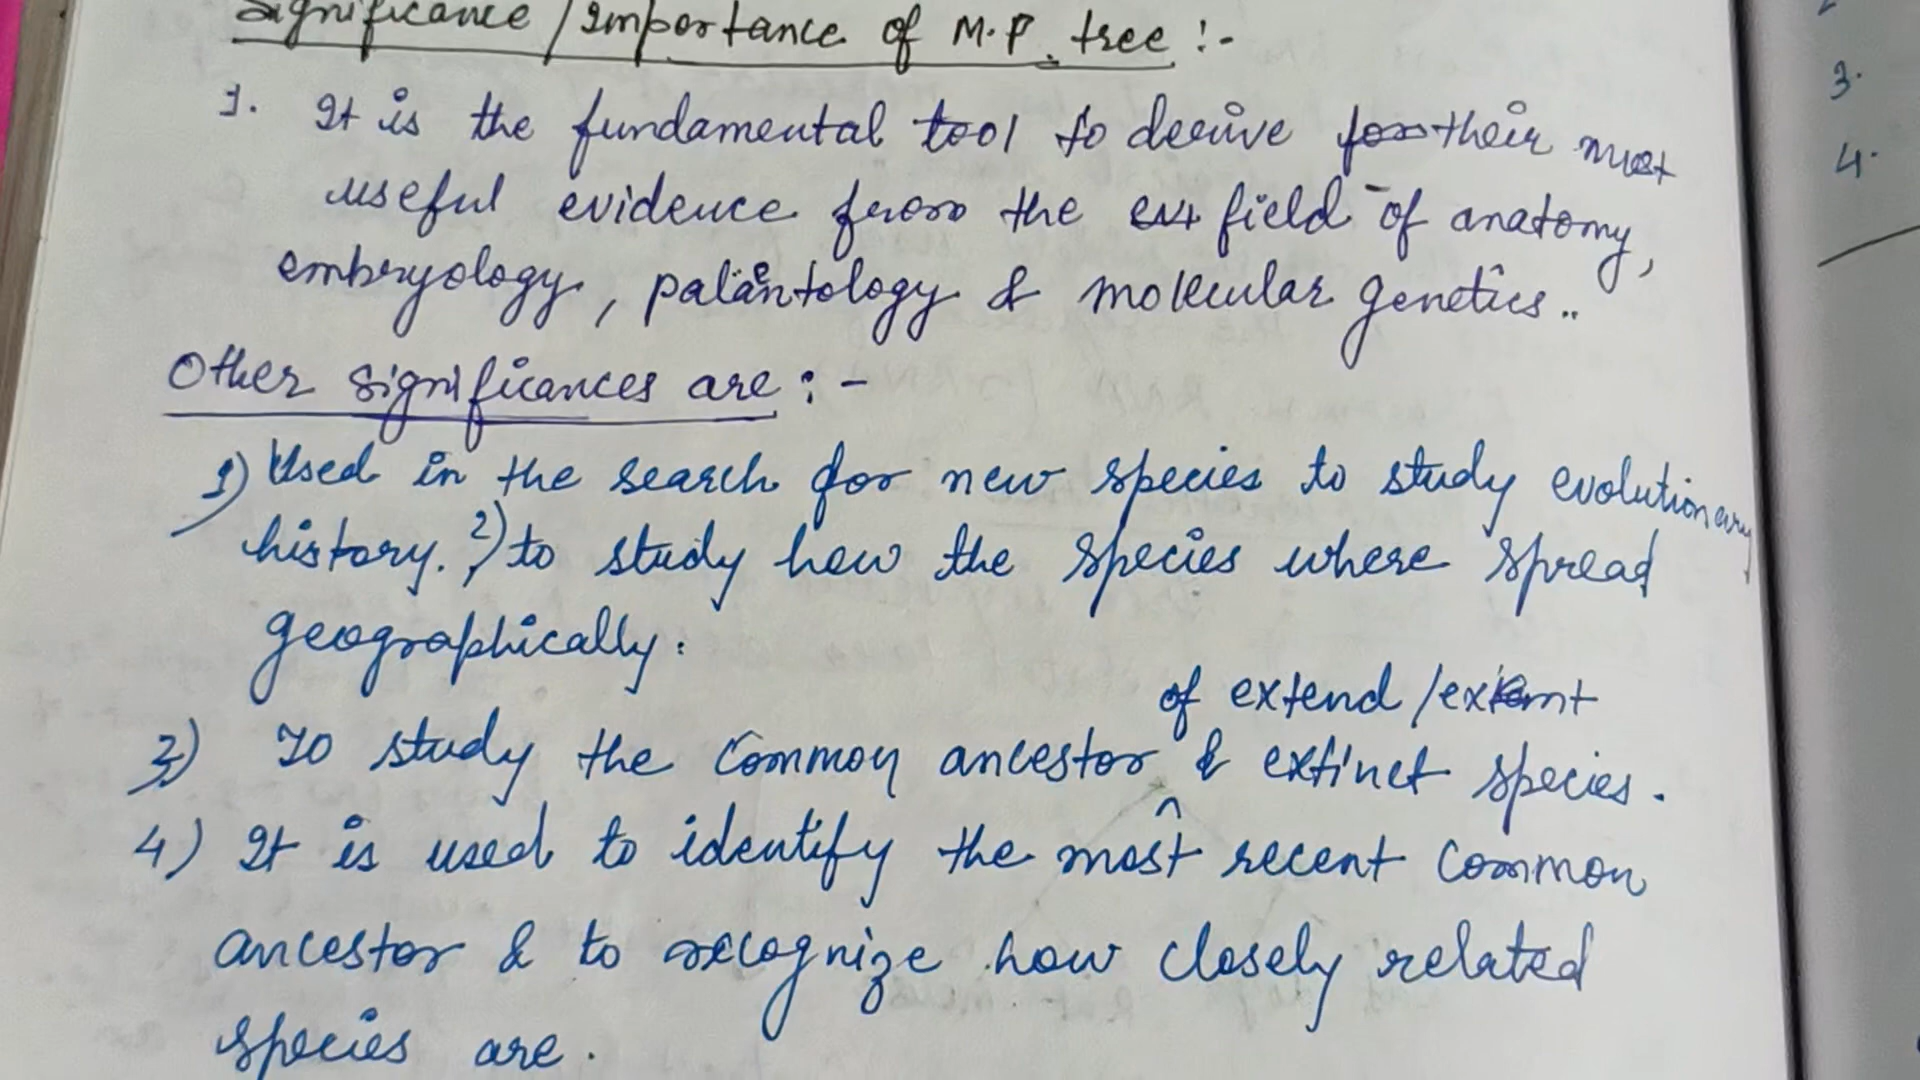 Significance / Importance of M.P. tree :-
1. It is the fundamental tool to derive their most
useful evidence from the field of anatomy,
embryology, palantology & molecular genetics..
Other significances are : -
1) Used in the search for new species to study evolutionary
history. 2) to study how the species where spread
geographically.
of extend / extent
3) To study the common ancestor & extinct species.
4) It is used to identify the most recent common
ancestor & to recognize how closely related
species are.
3.
4.